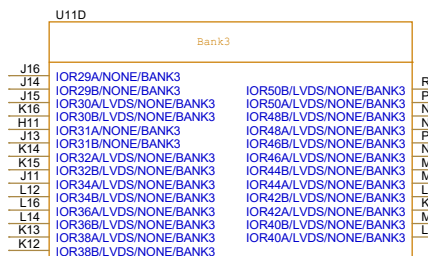 U11D
Bank3
J16 IOR29A/NONE/BANK3
J14 IOR29B/NONE/BANK3 IOR50B/LVDS/NONE/BANK3 R
J15 IOR30A/LVDS/NONE/BANK3 IOR50A/LVDS/NONE/BANK3 P
K16 IOR30B/LVDS/NONE/BANK3 IOR48B/LVDS/NONE/BANK3 N
H11 IOR31A/NONE/BANK3 IOR48A/LVDS/NONE/BANK3 N
J13 IOR31B/NONE/BANK3 IOR46B/LVDS/NONE/BANK3 P
K14 IOR32A/LVDS/NONE/BANK3 IOR46A/LVDS/NONE/BANK3 N
K15 IOR32B/LVDS/NONE/BANK3 IOR44B/LVDS/NONE/BANK3 M
J11 IOR34A/LVDS/NONE/BANK3 IOR44A/LVDS/NONE/BANK3 M
L12 IOR34B/LVDS/NONE/BANK3 IOR42B/LVDS/NONE/BANK3 L
L16 IOR36A/LVDS/NONE/BANK3 IOR42A/LVDS/NONE/BANK3 K
L14 IOR36B/LVDS/NONE/BANK3 IOR40B/LVDS/NONE/BANK3 M
K13 IOR38A/LVDS/NONE/BANK3 IOR40A/LVDS/NONE/BANK3 L
K12 IOR38B/LVDS/NONE/BANK3